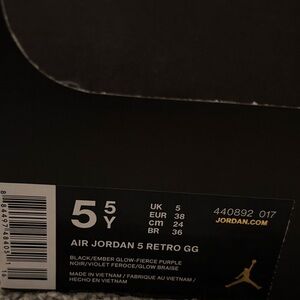 5 5Y
UK 5
EUR 38
cm 24
BR 36
440892 017
JORDAN.COM
AIR JORDAN 5 RETRO GG
BLACK/EMBER GLOW-FIERCE PURPLE
NOIR/VIOLET FEROCE/GLOW BRAISE
MADE IN VIETNAM / FABRIQUE AU VIETNAM /
HECHO EN VIETNAM